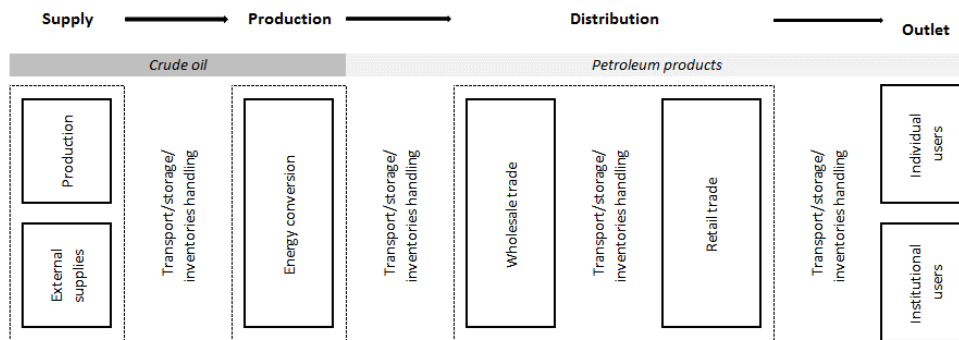 Supply
Production
Distribution
Outlet
Crude oil
Petroleum products
Production
External
supplies
Transport/storage/
inventories handling
Energy conversion
Transport/storage/
inventories handling
Wholesale trade
Transport/storage/
inventories handling
Retail trade
Transport/storage/
inventories handling
Individual
users
Institutional
users